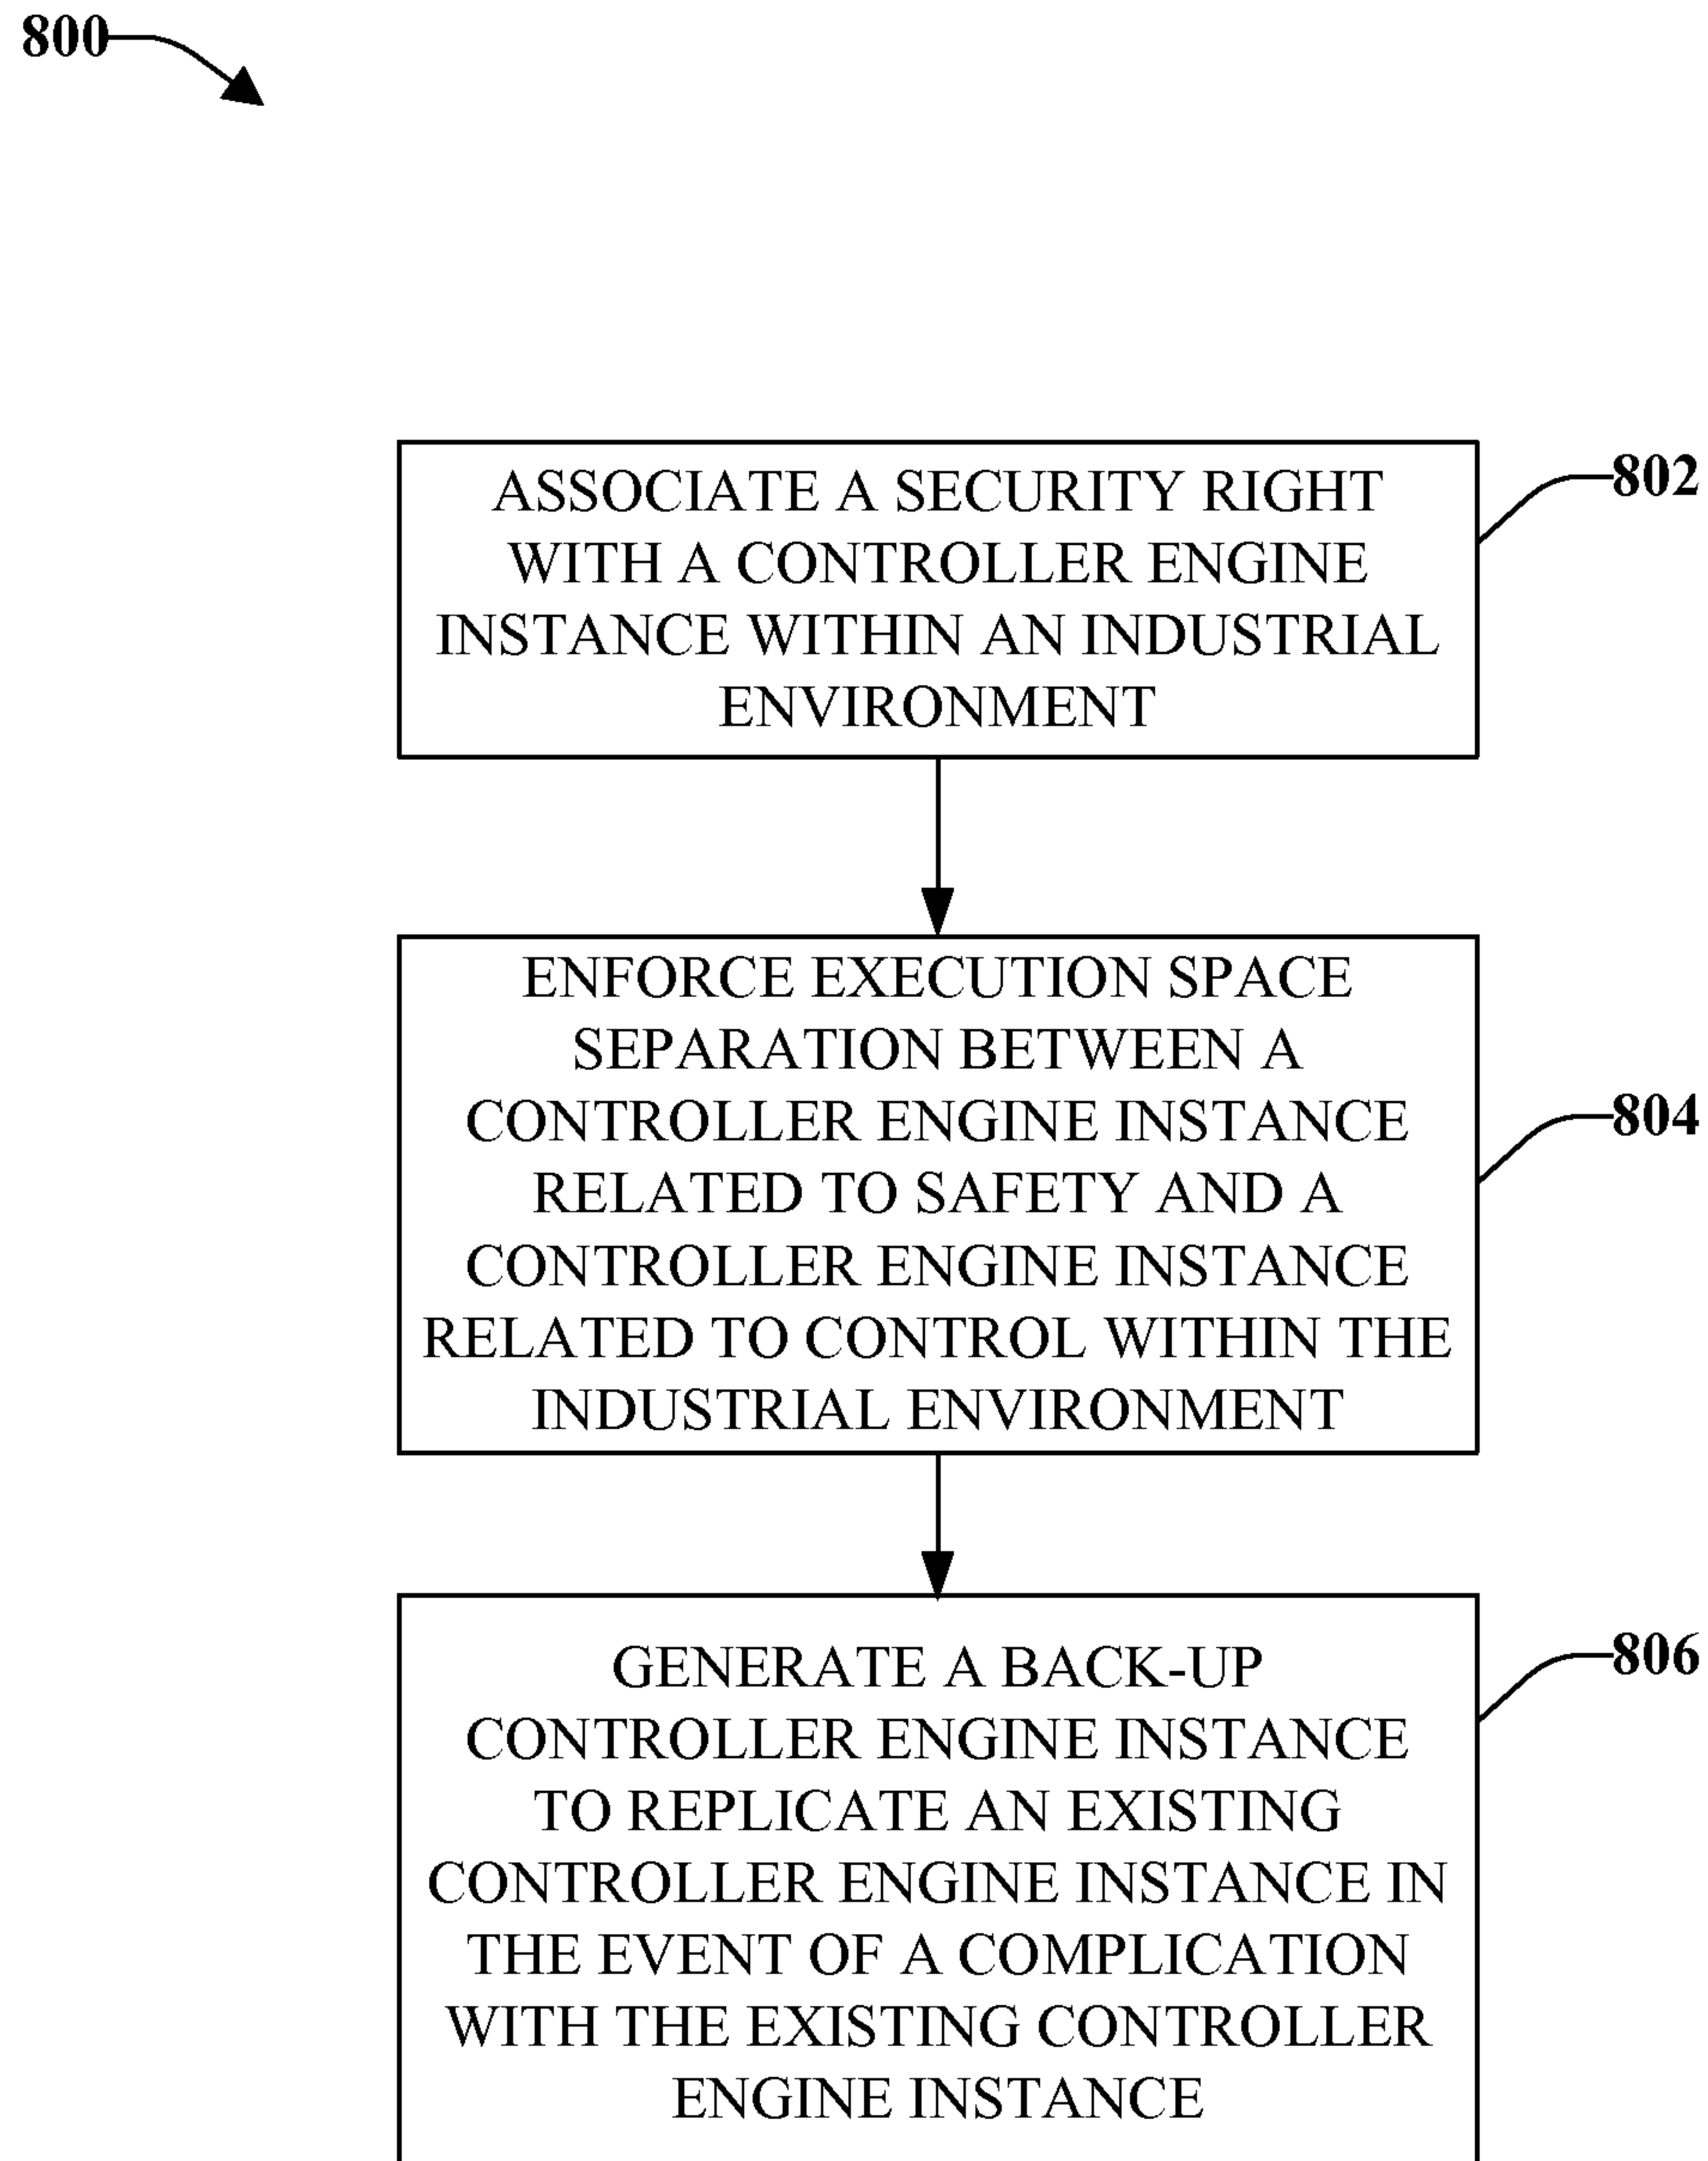 800
ASSOCIATE A SECURITY RIGHT
WITH A CONTROLLER ENGINE
INSTANCE WITHIN AN INDUSTRIAL
ENVIRONMENT
802
ENFORCE EXECUTION SPACE
SEPARATION BETWEEN A
CONTROLLER ENGINE INSTANCE
RELATED TO SAFETY AND A
CONTROLLER ENGINE INSTANCE
RELATED TO CONTROL WITHIN THE
INDUSTRIAL ENVIRONMENT
804
GENERATE A BACK-UP
CONTROLLER ENGINE INSTANCE
TO REPLICATE AN EXISTING
CONTROLLER ENGINE INSTANCE IN
THE EVENT OF A COMPLICATION
WITH THE EXISTING CONTROLLER
ENGINE INSTANCE
806